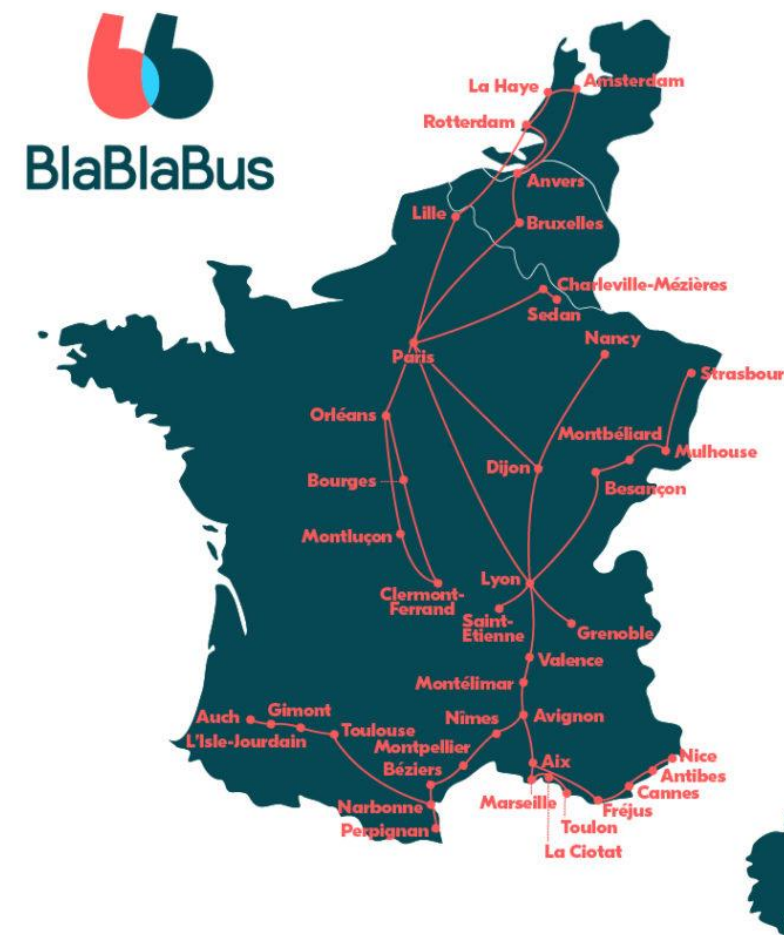 BlaBlaBus
La Haye
Amsterdam
Rotterdam
Anvers
Lille
Bruxelles
Charleville-Mézières
Sedan
Nancy
Paris
Strasbour
Orléans
Montbéliard
Mulhouse
Dijon
Bourges
Besançon
Montluçon
Lyon
Clermont-
Ferrand
Saint-
Etienne
Grenoble
Valence
Montélimar
Auch
Gimont
Nîmes
Avignon
L'Isle-Jourdain
Toulouse
Montpellier
Béziers
Aix
Nice
Antibes
Cannes
Marseille
Fréjus
Narbonne
Toulon
Perpignan
La Ciotat